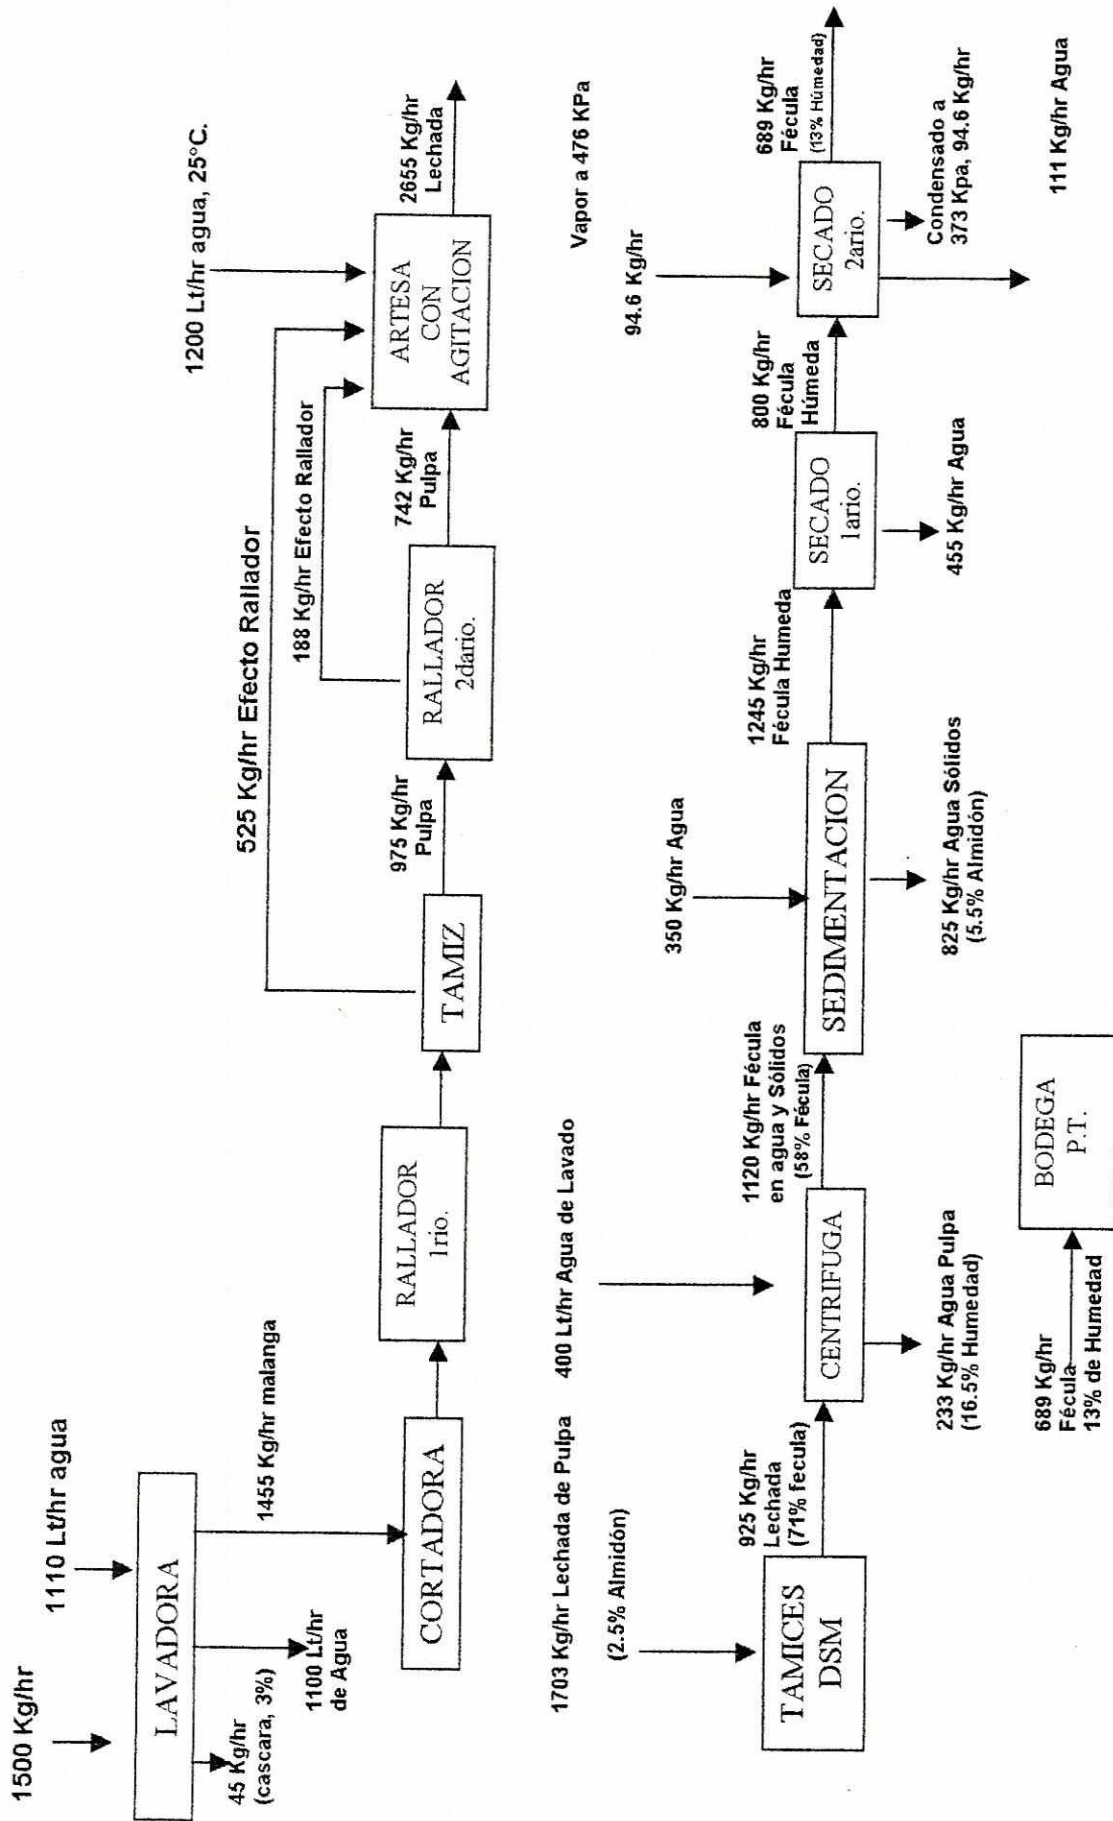 1500 Kg/hr
1110 Lt/hr agua
LAVADORA
45 Kg/hr
(cascara, 3%)
1100 Lt/hr
de Agua
1455 Kg/hr malanga
CORTADORA
RALLADOR
1rio.
TAMIZ
525 Kg/hr Efecto Rallador
975 Kg/hr
Pulpa
RALLADOR
2dario.
188 Kg/hr Efecto Rallador
742 Kg/hr
Pulpa
1200 Lt/hr agua, 25°C.
ARTESA
CON
AGITACION
2655 Kg/hr
Lechada
1703 Kg/hr Lechada de Pulpa
(2.5% Almidón)
TAMICES
DSM
925 Kg/hr
Lechada
(71% fecula)
400 Lt/hr Agua de Lavado
CENTRIFUGA
233 Kg/hr Agua Pulpa
(16.5% Humedad)
1120 Kg/hr Fécula
en agua y Sólidos
(58% Fécula)
350 Kg/hr Agua
SEDIMENTACION
825 Kg/hr Agua Sólidos
(5.5% Almidón)
1245 Kg/hr
Fécula Humeda
SECADO
1ario.
455 Kg/hr Agua
800 Kg/hr
Fécula
Húmeda
94.6 Kg/hr
Vapor a 476 KPa
SECADO
2ario.
689 Kg/hr
Fécula
(13% Húmedad)
Condensado a
373 Kpa, 94.6 Kg/hr
111 Kg/hr Agua
689 Kg/hr
Fécula
13% de Humedad
BODEGA
P.T.